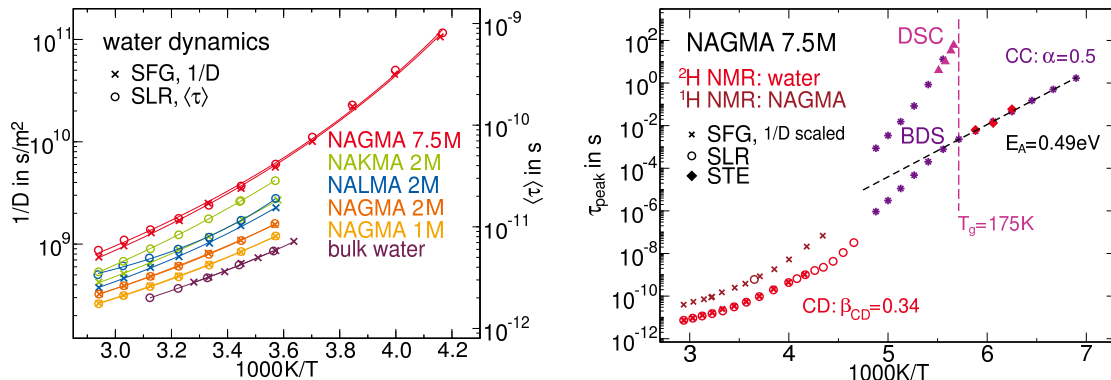 water dynamics
× SFG, 1/D
○ SLR, ⟨τ⟩
NAGMA 7.5M
NAKMA 2M
NALMA 2M
NAGMA 2M
NAGMA 1M
bulk water
1/D in s/m²
10¹¹
10¹⁰
10⁹
⟨τ⟩ in s
10⁻⁹
10⁻¹⁰
10⁻¹¹
10⁻¹²
3.0 3.2 3.4 3.6 3.8 4.0 4.2
1000K/T
NAGMA 7.5M
²H NMR: water
¹H NMR: NAGMA
× SFG, 1/D scaled
○ SLR
◆ STE
DSC
CC: α=0.5
BDS
E_A=0.49eV
T_g=175K
CD: β_CD=0.34
τ_peak in s
10²
10⁰
10⁻²
10⁻⁴
10⁻⁶
10⁻⁸
10⁻¹⁰
10⁻¹²
3 4 5 6 7
1000K/T